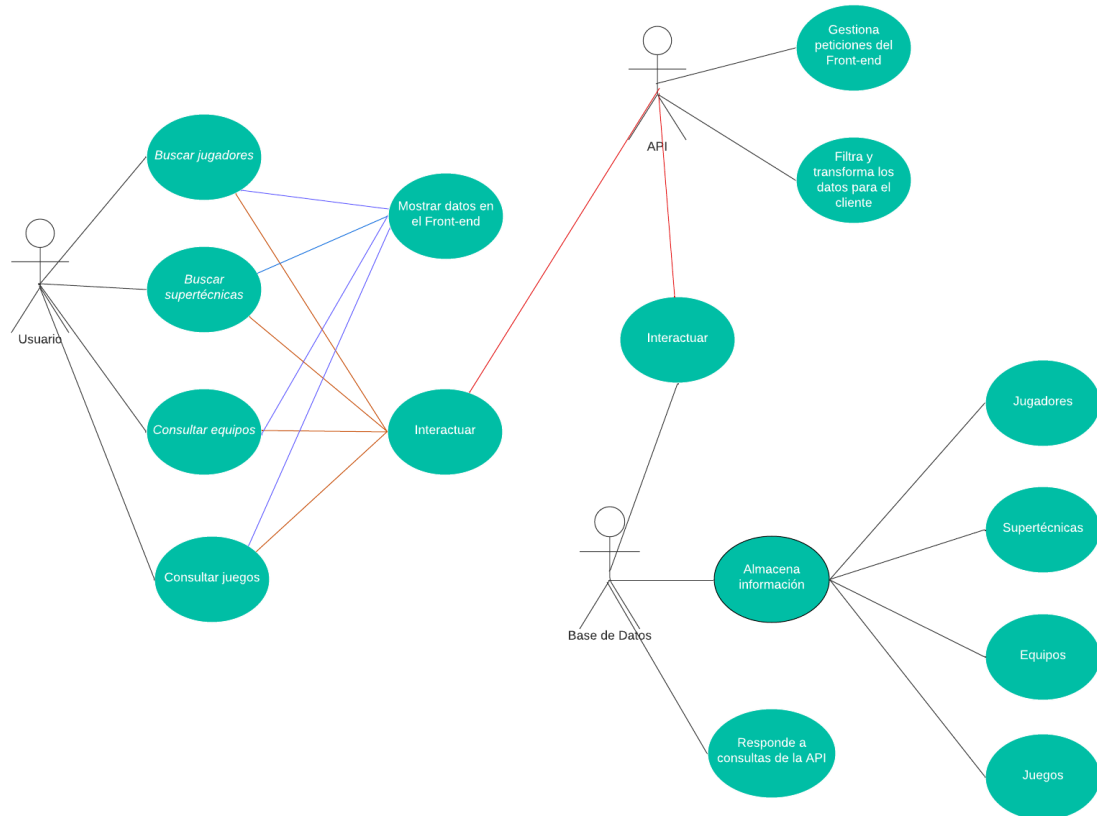 Gestiona
peticiones del
Front-end
API
Filtra y
transforma los
datos para el
cliente
Buscar jugadores
Mostrar datos en
el Front-end
Buscar
supertécnicas
Usuario
Interactuar
Consultar equipos
Interactuar
Jugadores
Supertécnicas
Consultar juegos
Almacena
información
Base de Datos
Equipos
Responde a
consultas de la API
Juegos